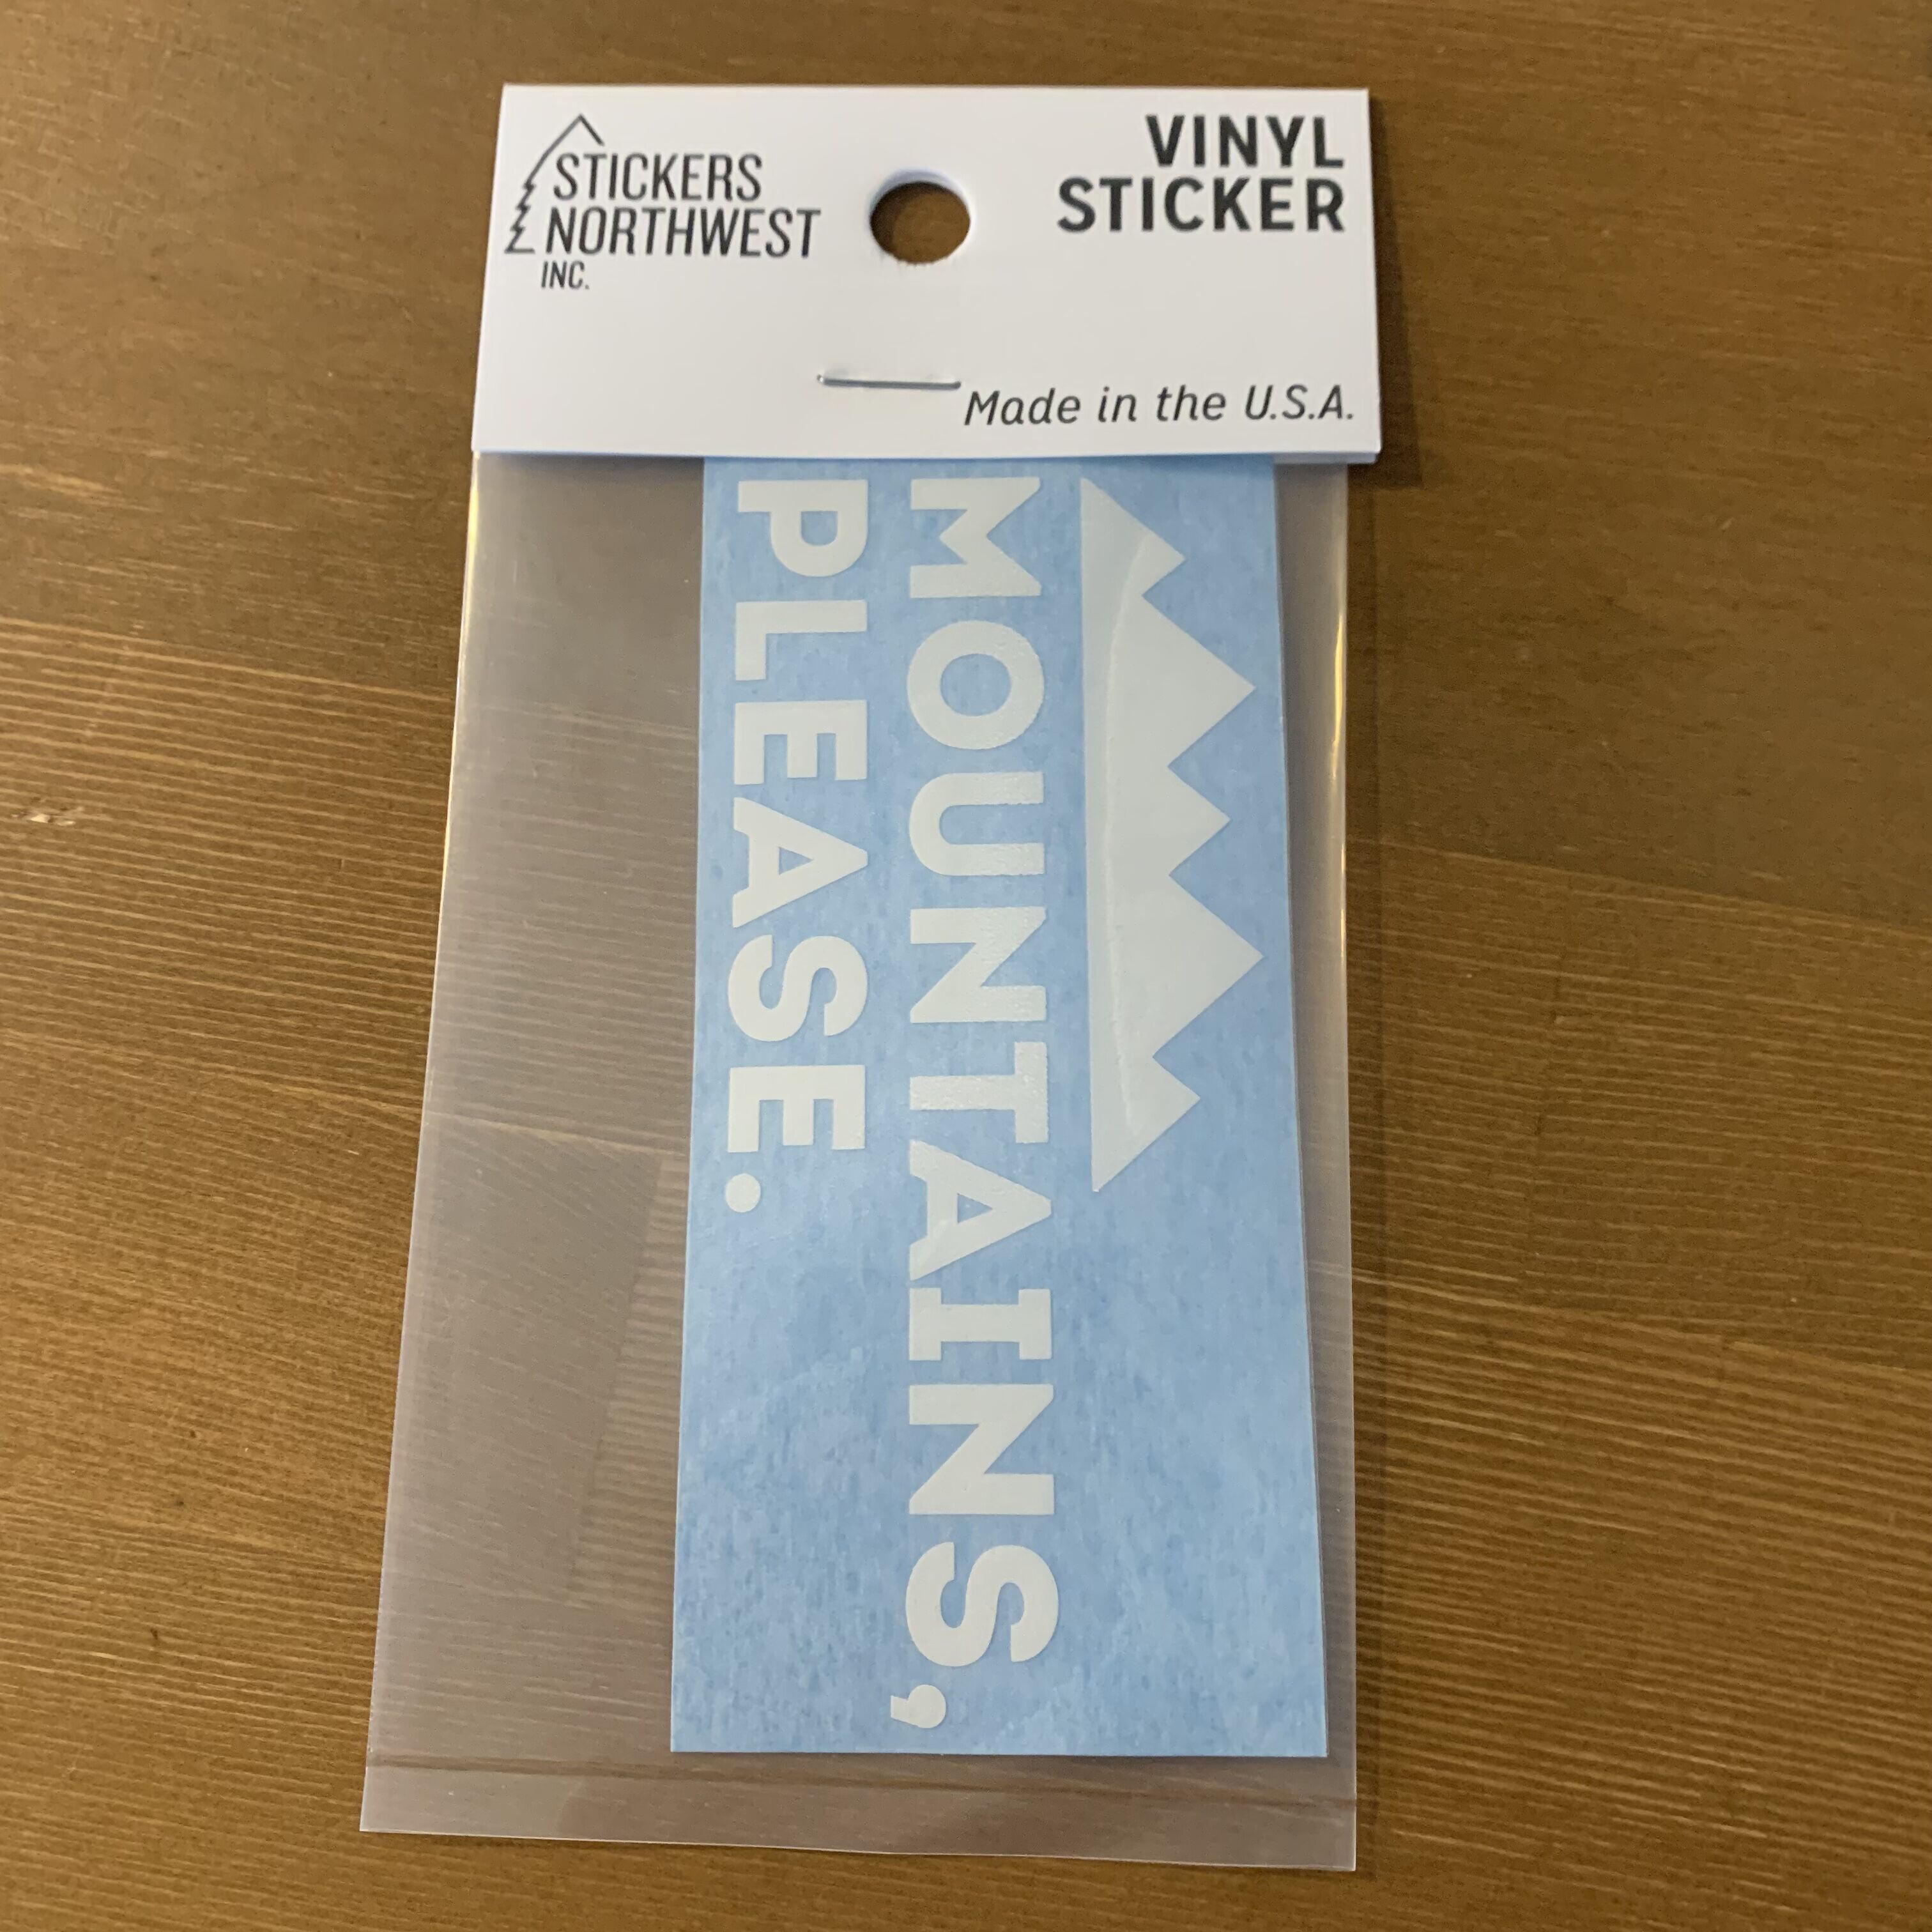 STICKERS
NORTHWEST
INC.
VINYL
STICKER
Made in the U.S.A.
MOUNTAINS,
PLEASE.